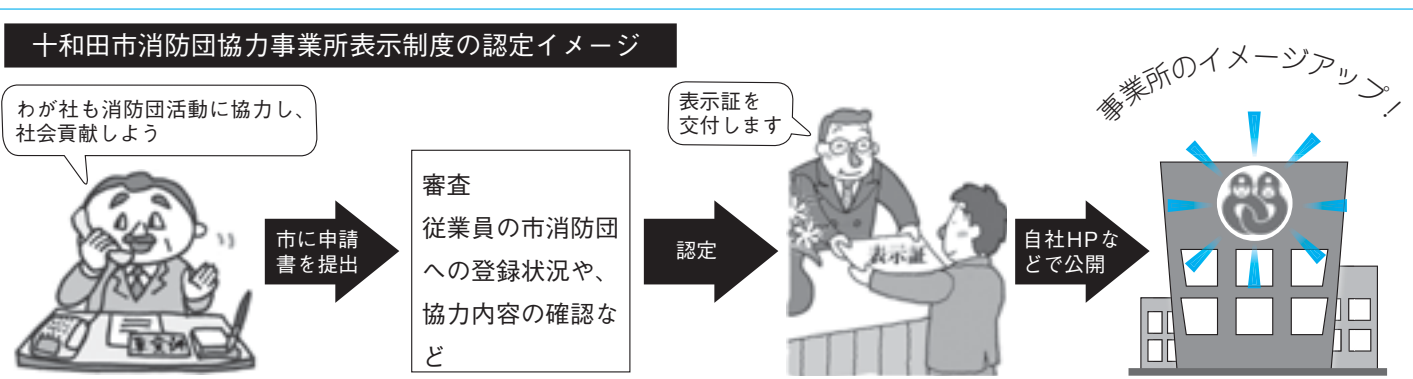 十和田市消防団協力事業所表示制度の認定イメージ
わが社も消防団活動に協力し、
社会貢献しよう
市に申請
書を提出
審査
従業員の市消防団
への登録状況や、
協力内容の確認な
ど
認定
表示証を
交付します
表示証
自社HPな
どで公開
事業所のイメージアップ！